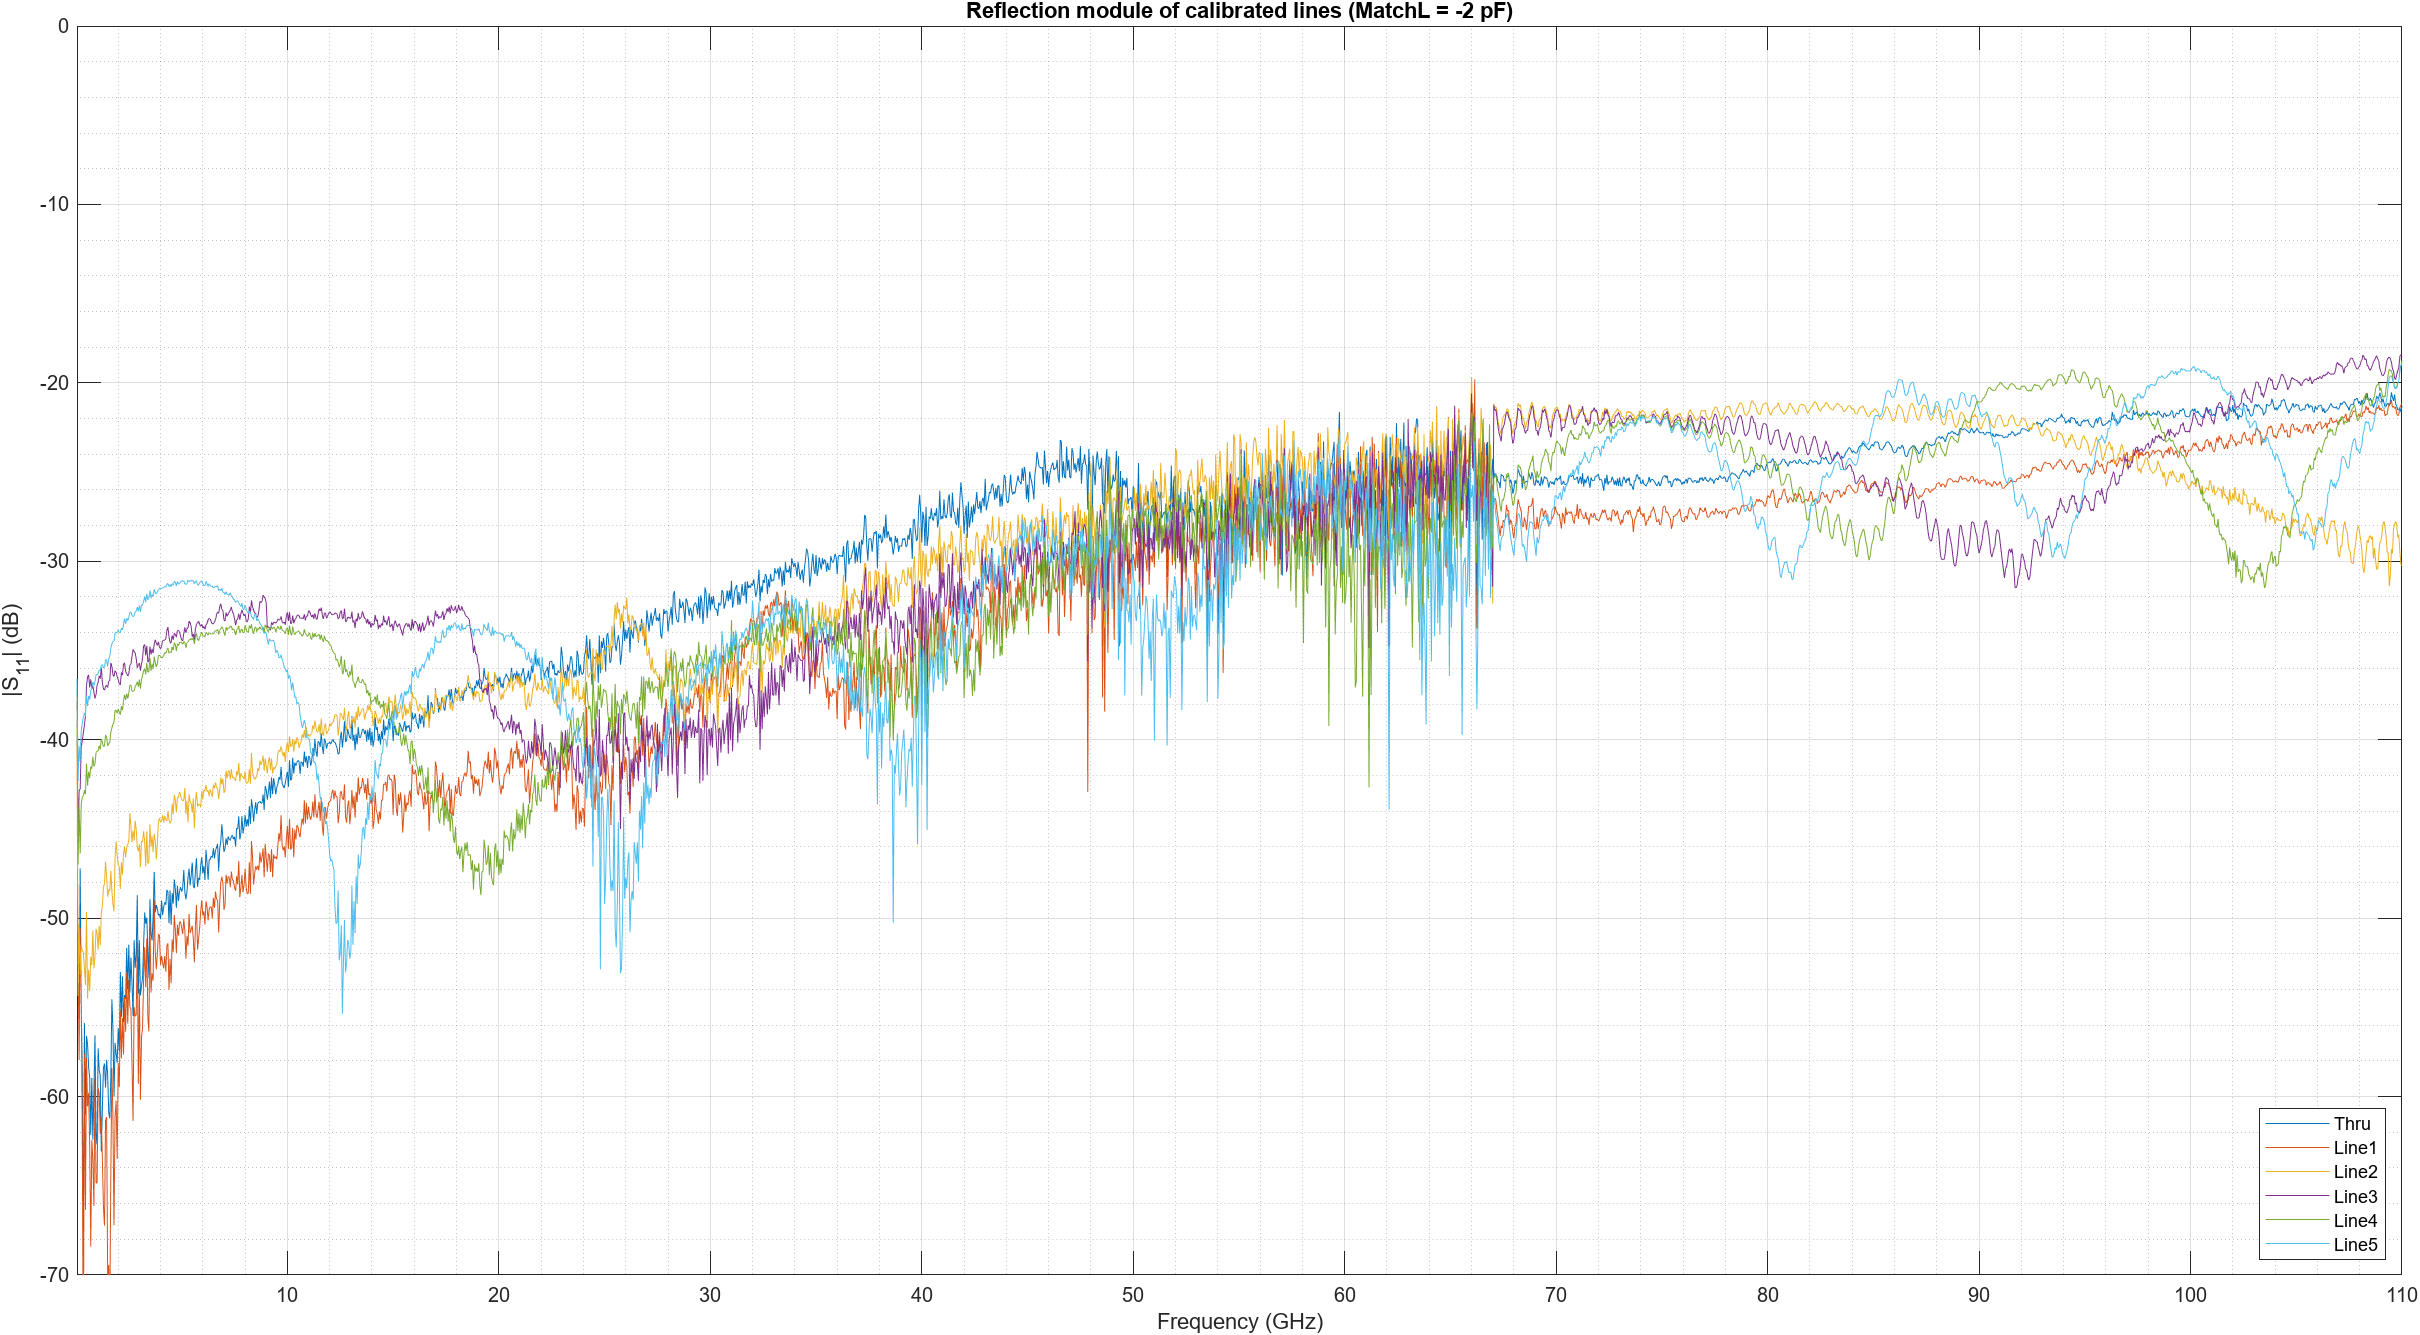 Reflection module of calibrated lines (MatchL = -2 pF)
0
-10
-20
-30
-40
-50
-60
-70
|S11| (dB)
10 20 30 40 50 60 70 80 90 100 110
Frequency (GHz)
Thru
Line1
Line2
Line3
Line4
Line5